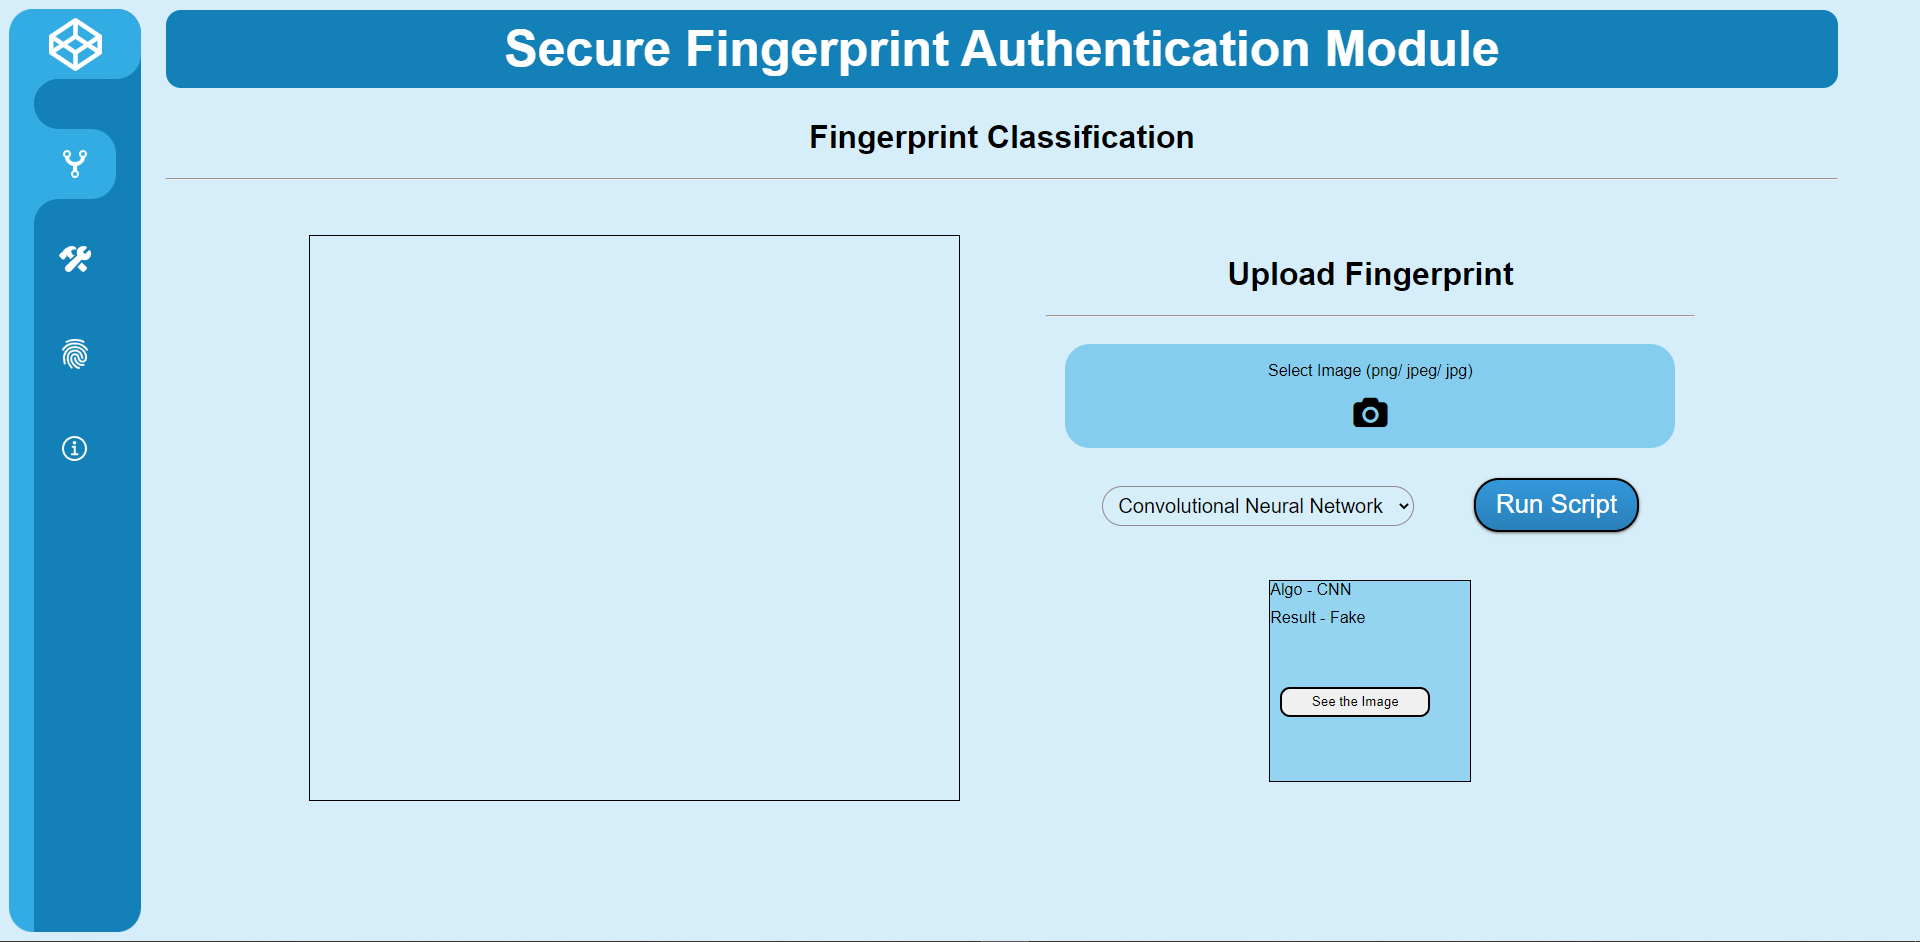 Secure Fingerprint Authentication Module
Fingerprint Classification
Upload Fingerprint
Select Image (png/ jpeg/ jpg)
Convolutional Neural Network
Run Script
Algo - CNN
Result - Fake
See the Image